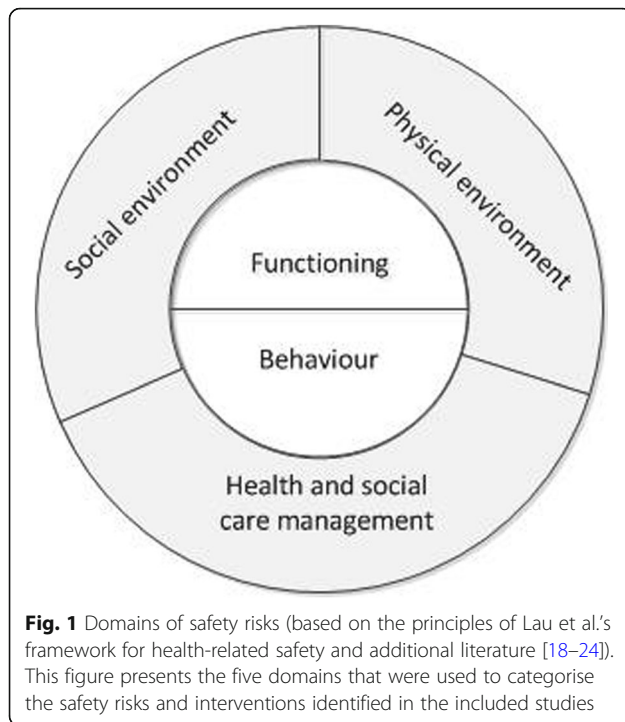 Social environment
Physical environment
Functioning
Behaviour
Health and social
care management
Fig. 1 Domains of safety risks (based on the principles of Lau et al.'s
framework for health-related safety and additional literature [18–24]).
This figure presents the five domains that were used to categorise
the safety risks and interventions identified in the included studies